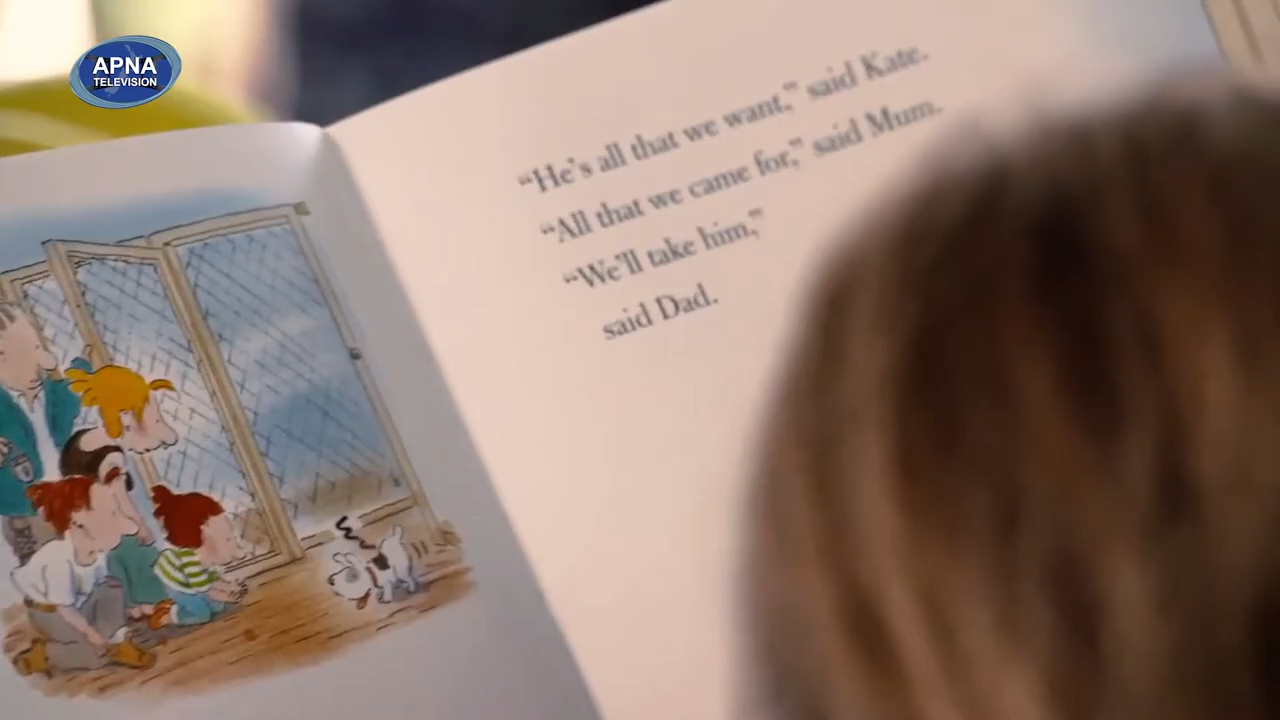 APNA
TELEVISION
“He’s all that we want,” said Kate.
“All that we came for,” said Mum.
“We’ll take him,”
said Dad.